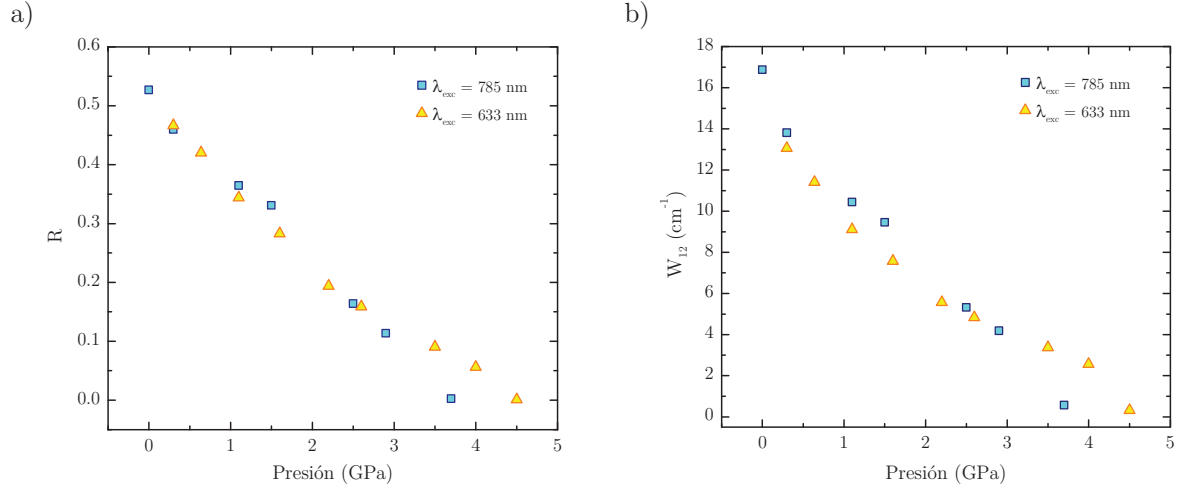 a)
0.6
0.5
0.4
0.3
0.2
0.1
0.0
R
λexc = 785 nm
λexc = 633 nm
0 1 2 3 4 5
Presión (GPa)
b)
18
16
14
12
10
8
6
4
2
0
W12 (cm-1)
λexc = 785 nm
λexc = 633 nm
0 1 2 3 4 5
Presión (GPa)